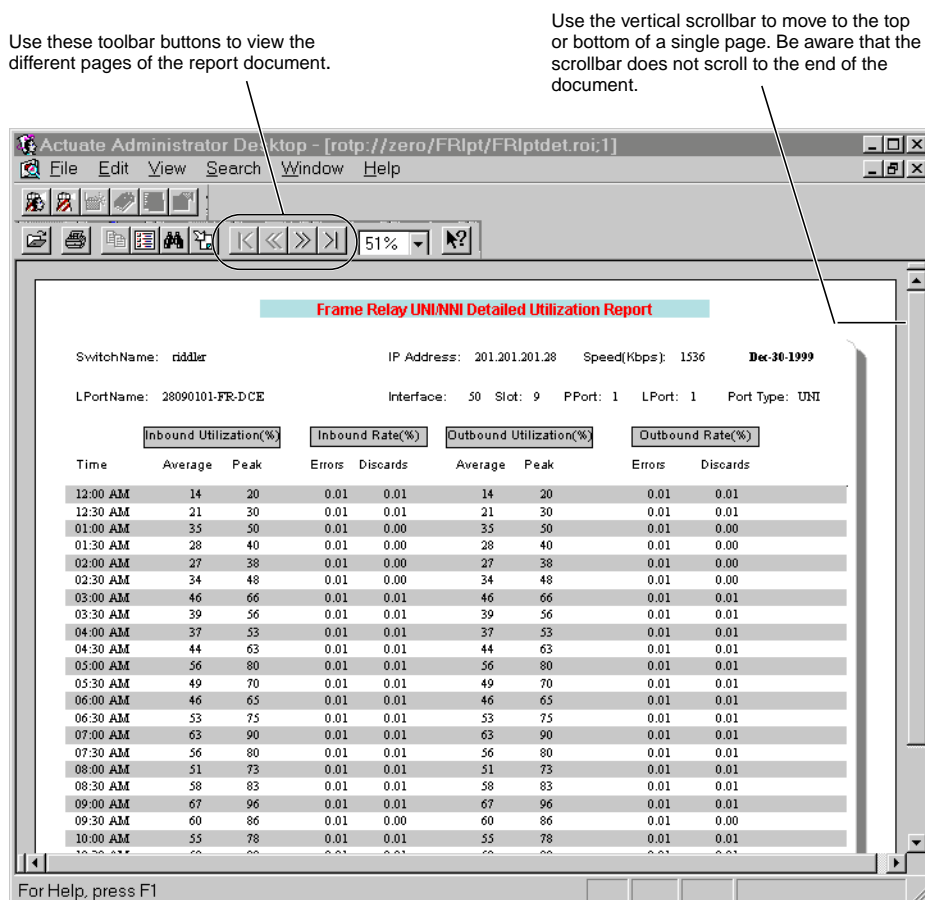 Use these toolbar buttons to view the
different pages of the report document.
Use the vertical scrollbar to move to the top
or bottom of a single page. Be aware that the
scrollbar does not scroll to the end of the
document.
Actuate Administrator Desktop - [rotp://zero/FRlpt/FRlptdet.roi;1]
File Edit View Search Window Help
51%
Frame Relay UNI/NNI Detailed Utilization Report
SwitchName: riddler IP Address: 201.201.201.28 Speed(Kbps): 1536 Dec-30-1999
LPortName: 28090101-FR-DCE Interface: 50 Slot: 9 PPort: 1 LPort: 1 Port Type: UNI
Inbound Utilization(%) Inbound Rate(%) Outbound Utilization(%) Outbound Rate(%)
Time Average Peak Errors Discards Average Peak Errors Discards
12:00 AM 14 20 0.01 0.01 14 20 0.01 0.01
12:30 AM 21 30 0.01 0.01 21 30 0.01 0.01
01:00 AM 35 50 0.01 0.00 35 50 0.01 0.00
01:30 AM 28 40 0.01 0.00 28 40 0.01 0.00
02:00 AM 27 38 0.01 0.00 27 38 0.01 0.00
02:30 AM 34 48 0.01 0.00 34 48 0.01 0.00
03:00 AM 46 66 0.01 0.01 46 66 0.01 0.01
03:30 AM 39 56 0.01 0.01 39 56 0.01 0.01
04:00 AM 37 53 0.01 0.01 37 53 0.01 0.01
04:30 AM 44 63 0.01 0.01 44 63 0.01 0.01
05:00 AM 56 80 0.01 0.01 56 80 0.01 0.01
05:30 AM 49 70 0.01 0.01 49 70 0.01 0.01
06:00 AM 46 65 0.01 0.01 46 65 0.01 0.01
06:30 AM 53 75 0.01 0.01 53 75 0.01 0.01
07:00 AM 63 90 0.01 0.01 63 90 0.01 0.01
07:30 AM 56 80 0.01 0.01 56 80 0.01 0.01
08:00 AM 51 73 0.01 0.01 51 73 0.01 0.01
08:30 AM 58 83 0.01 0.01 58 83 0.01 0.01
09:00 AM 67 96 0.01 0.01 67 96 0.01 0.01
09:30 AM 60 86 0.01 0.00 60 86 0.01 0.00
10:00 AM 55 78 0.01 0.01 55 78 0.01 0.01
For Help, press F1